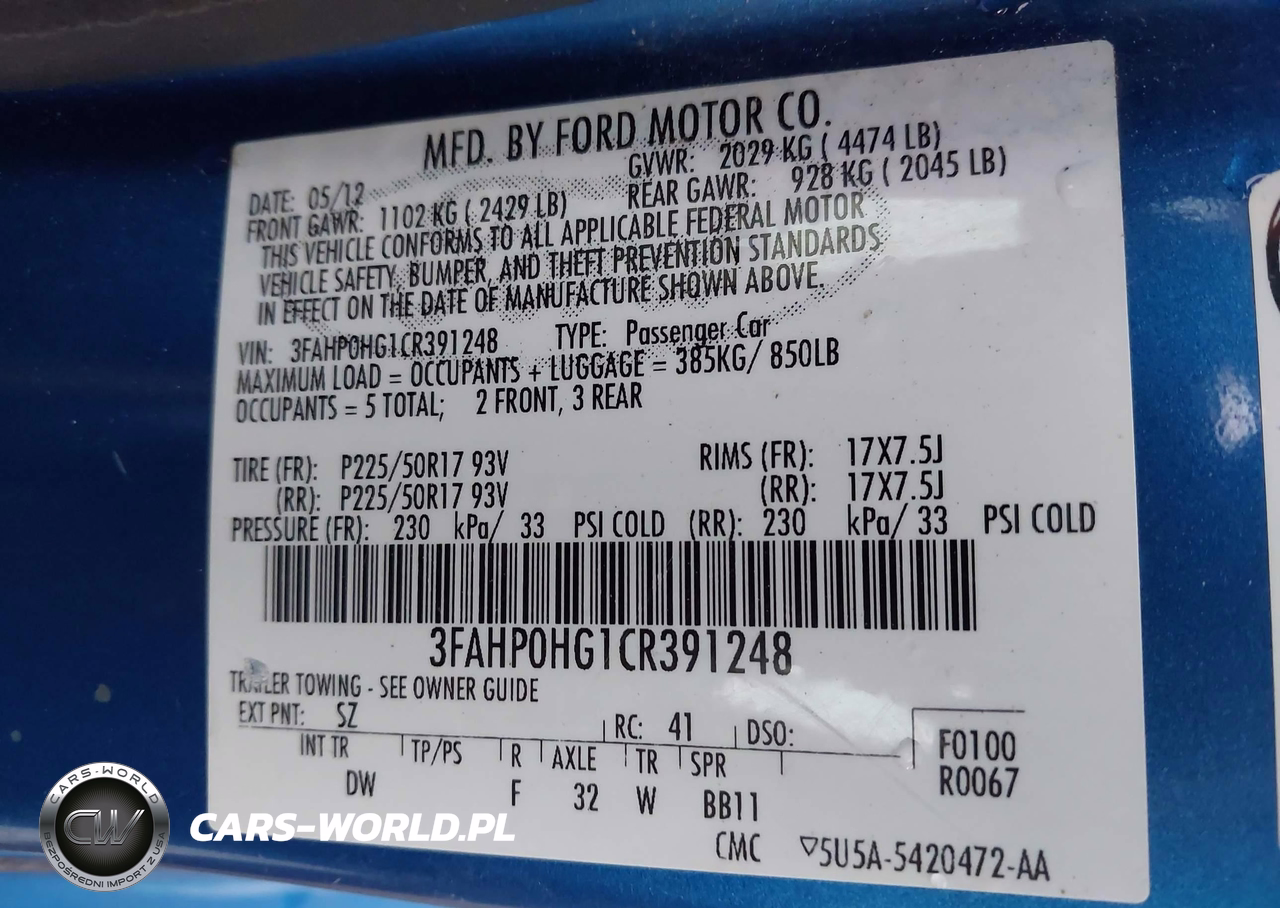 MFD. BY FORD MOTOR CO.
DATE: 05/12 GVWR: 2029 KG ( 4474 LB)
FRONT GAWR: 1102 KG ( 2429 LB) REAR GAWR: 928 KG ( 2045 LB)
THIS VEHICLE CONFORMS TO ALL APPLICABLE FEDERAL MOTOR
VEHICLE SAFETY, BUMPER, AND THEFT PREVENTION STANDARDS
IN EFFECT ON THE DATE OF MANUFACTURE SHOWN ABOVE.
VIN: 3FAHP0HG1CR391248 TYPE: Passenger Car
MAXIMUM LOAD = OCCUPANTS + LUGGAGE = 385KG/ 850LB
OCCUPANTS = 5 TOTAL; 2 FRONT, 3 REAR
TIRE (FR): P225/50R17 93V RIMS (FR): 17X7.5J
(RR): P225/50R17 93V (RR): 17X7.5J
PRESSURE (FR): 230 kPa/ 33 PSI COLD (RR): 230 kPa/ 33 PSI COLD
3FAHP0HG1CR391248
TRAILER TOWING - SEE OWNER GUIDE
EXT PNT: SZ RC: 41 DSO:
INT TR TP/PS R AXLE TR SPR F0100
DW F 32 W BB11 R0067
CMC ▽5U5A-5420472-AA
CARS-WORLD
CW
BEZPOŚREDNI IMPORT Z USA
CARS-WORLD.PL